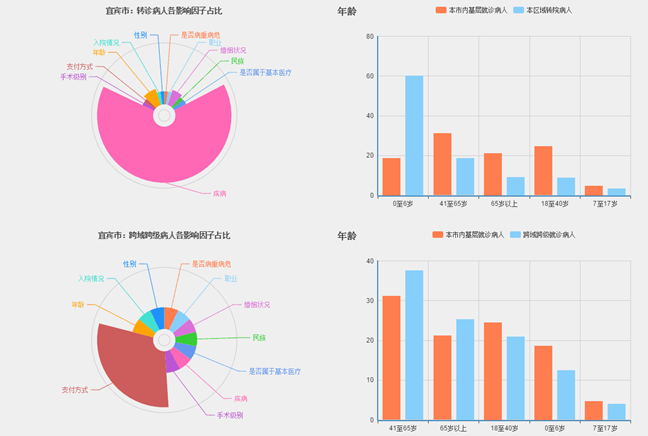 宜宾市：转诊病人各影响因子占比
性别
是否病重病危
入院情况
职业
年龄
婚姻状况
民族
支付方式
是否属于基本医疗
手术级别
疾病
年龄
本市内基层就诊病人
本区域转院病人
80
60
40
20
0
0至6岁
41至65岁
65岁以上
18至40岁
7至17岁
宜宾市：跨域跨级病人各影响因子占比
性别
是否病重病危
入院情况
职业
年龄
婚姻状况
民族
是否属于基本医疗
支付方式
疾病
手术级别
年龄
本市内基层就诊病人
跨域跨级就诊病人
40
30
20
10
0
41至65岁
65岁以上
18至40岁
0至6岁
7至17岁